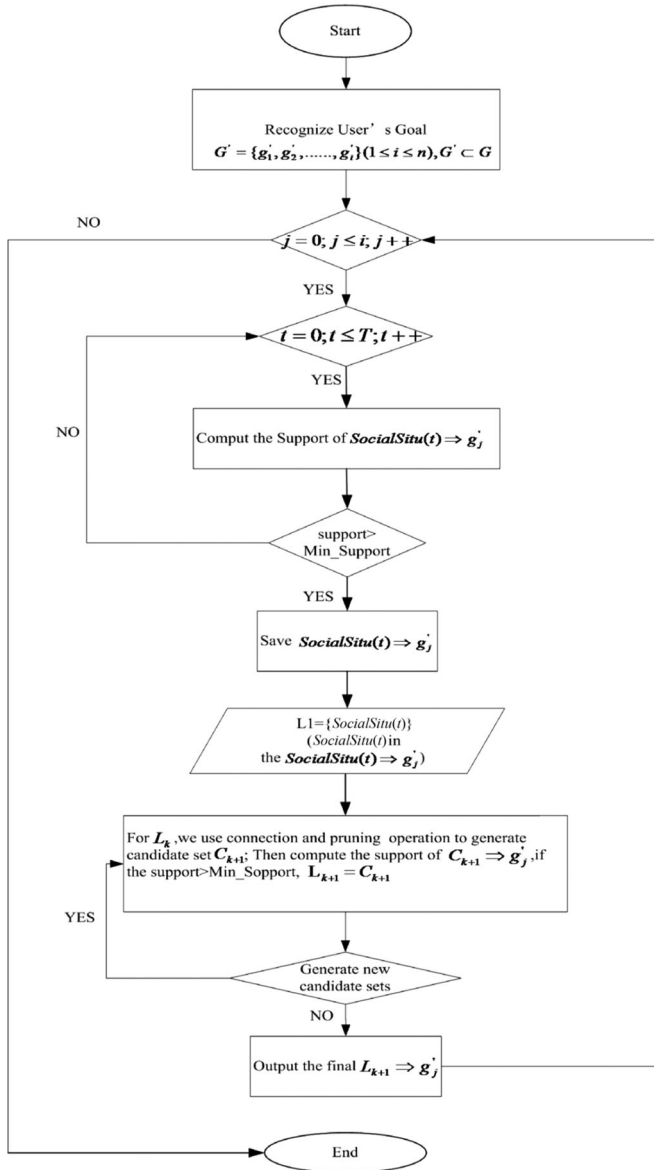 Start
Recognize User's Goal
G' = {g'1, g'2, ......, g'i}(1 ≤ i ≤ n), G' ⊂ G
NO
j = 0; j ≤ i; j + +
YES
t = 0; t ≤ T; t + +
YES
NO
Comput the Support of SocialSitu(t) ⇒ g'j
support>
Min_Support
YES
Save SocialSitu(t) ⇒ g'j
L1={SocialSitu(t)}
(SocialSitu(t)in
the SocialSitu(t) ⇒ g'j)
For Lk ,we use connection and pruning operation to generate
candidate set Ck+1; Then compute the support of Ck+1 ⇒ g'j ,if
the support>Min_Sopport, Lk+1 = Ck+1
YES
Generate new
candidate sets
NO
Output the final Lk+1 ⇒ g'j
End